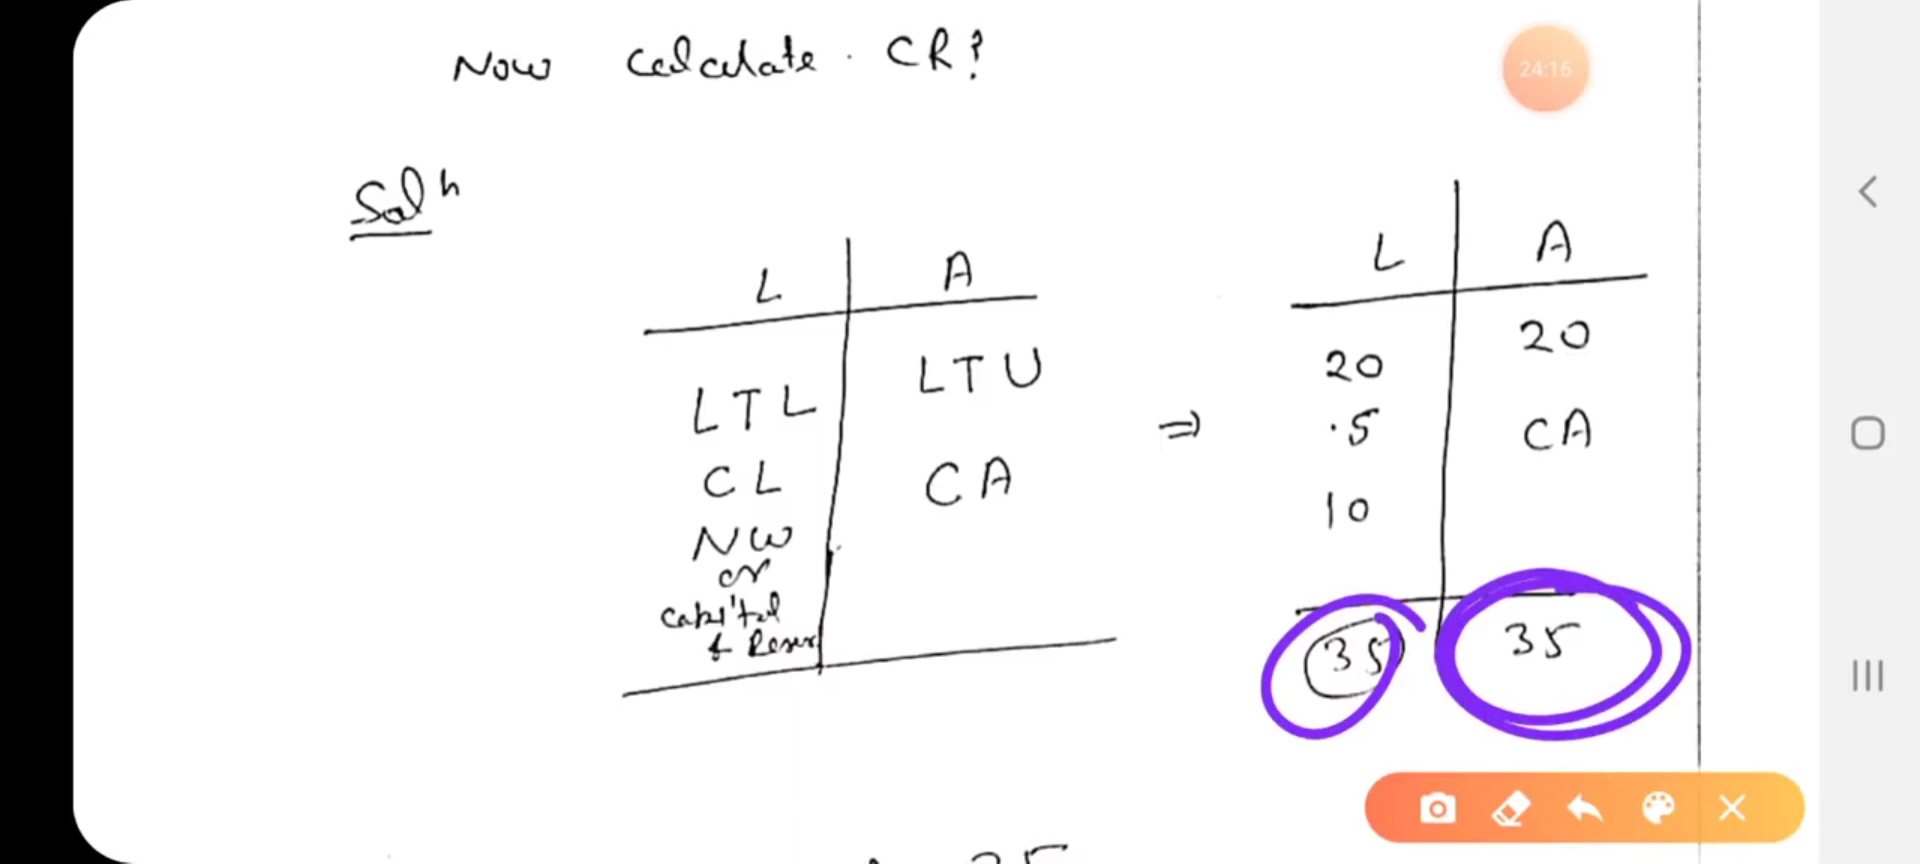 Now Calculate . CR?
24:16
Solⁿ
L A
LTL LTU
CL CA
NW
or
Capital
& Reser
⇒
L A
20 20
.5 CA
10
35 35